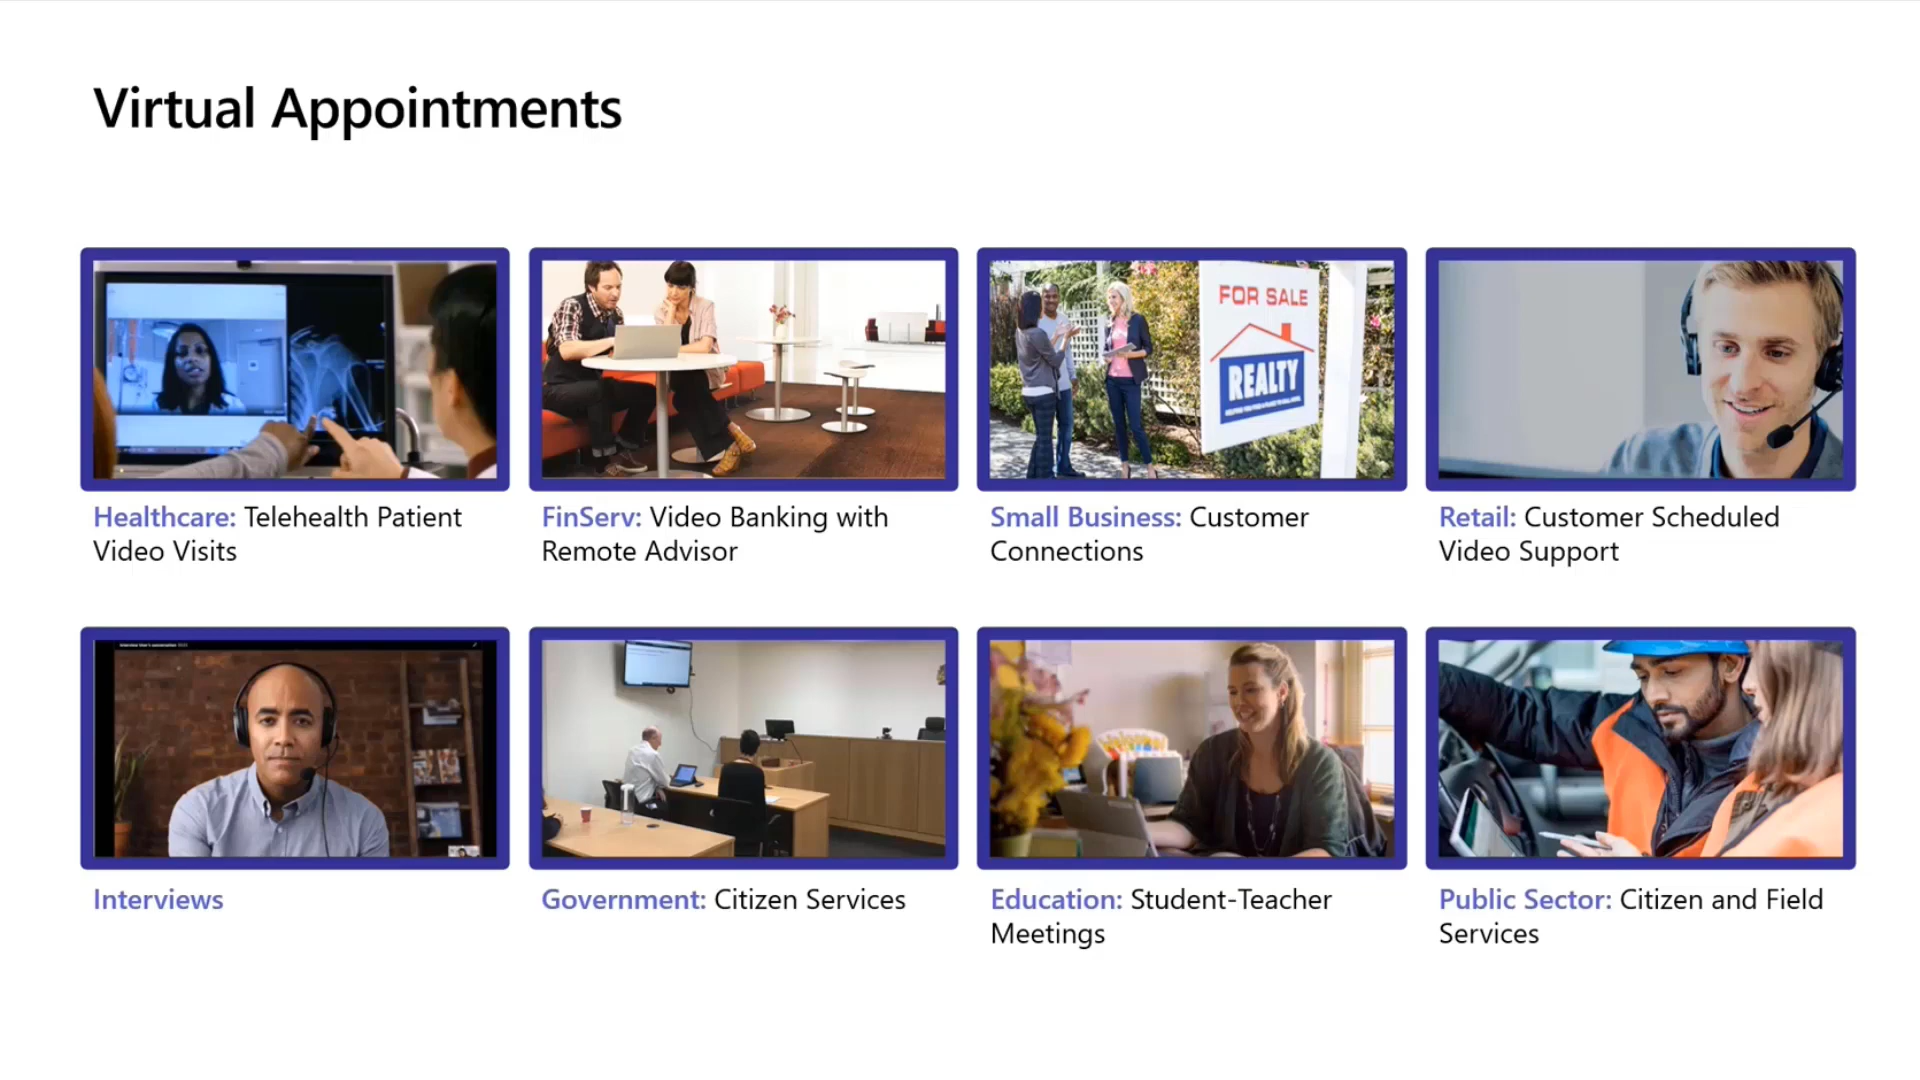 Virtual Appointments
FOR SALE
REALTY
Healthcare: Telehealth Patient
Video Visits
FinServ: Video Banking with
Remote Advisor
Small Business: Customer
Connections
Retail: Customer Scheduled
Video Support
Interviews
Government: Citizen Services
Education: Student-Teacher
Meetings
Public Sector: Citizen and Field
Services